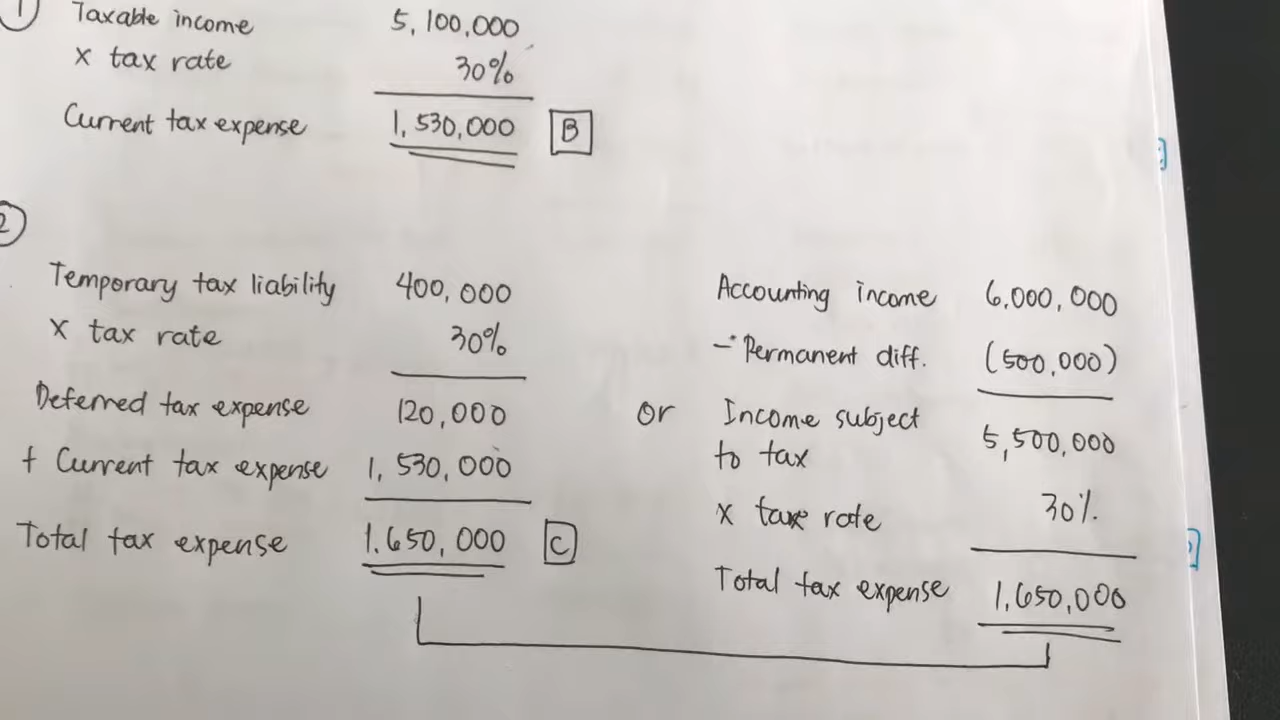 1
Taxable income 5,100,000
x tax rate 30%
Current tax expense 1,530,000 B
2
Temporary tax liability 400,000
x tax rate 30%
Deferred tax expense 120,000
+ Current tax expense 1,530,000
Total tax expense 1.650,000 C
or
Accounting income 6,000,000
- Permanent diff. (500,000)
Income subject
to tax 5,500,000
x tax rate 30%
Total tax expense 1,650,000